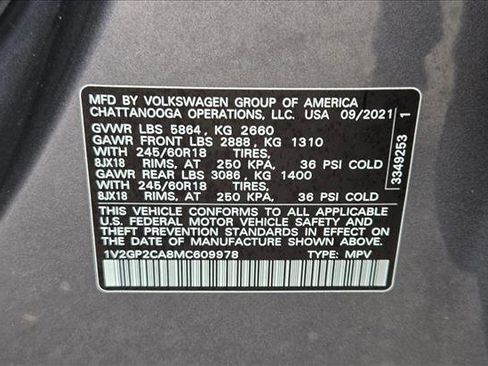 MFD BY VOLKSWAGEN GROUP OF AMERICA
CHATTANOOGA OPERATIONS, LLC. USA 09/2021
GVWR LBS 5864, KG 2660
GAWR FRONT LBS 2888, KG 1310
WITH 245/60R18 TIRES,
8JX18 RIMS, AT 250 KPA, 36 PSI COLD
GAWR REAR LBS 3086, KG 1400
WITH 245/60R18 TIRES,
8JX18 RIMS, AT 250 KPA, 36 PSI COLD
THIS VEHICLE CONFORMS TO ALL APPLICABLE
U.S. FEDERAL MOTOR VEHICLE SAFETY AND
THEFT PREVENTION STANDARDS IN EFFECT
ON THE DATE OF MANUFACTURE SHOWN ABOVE.
1V2GP2CA8MC609978 TYPE: MPV
3349253 1